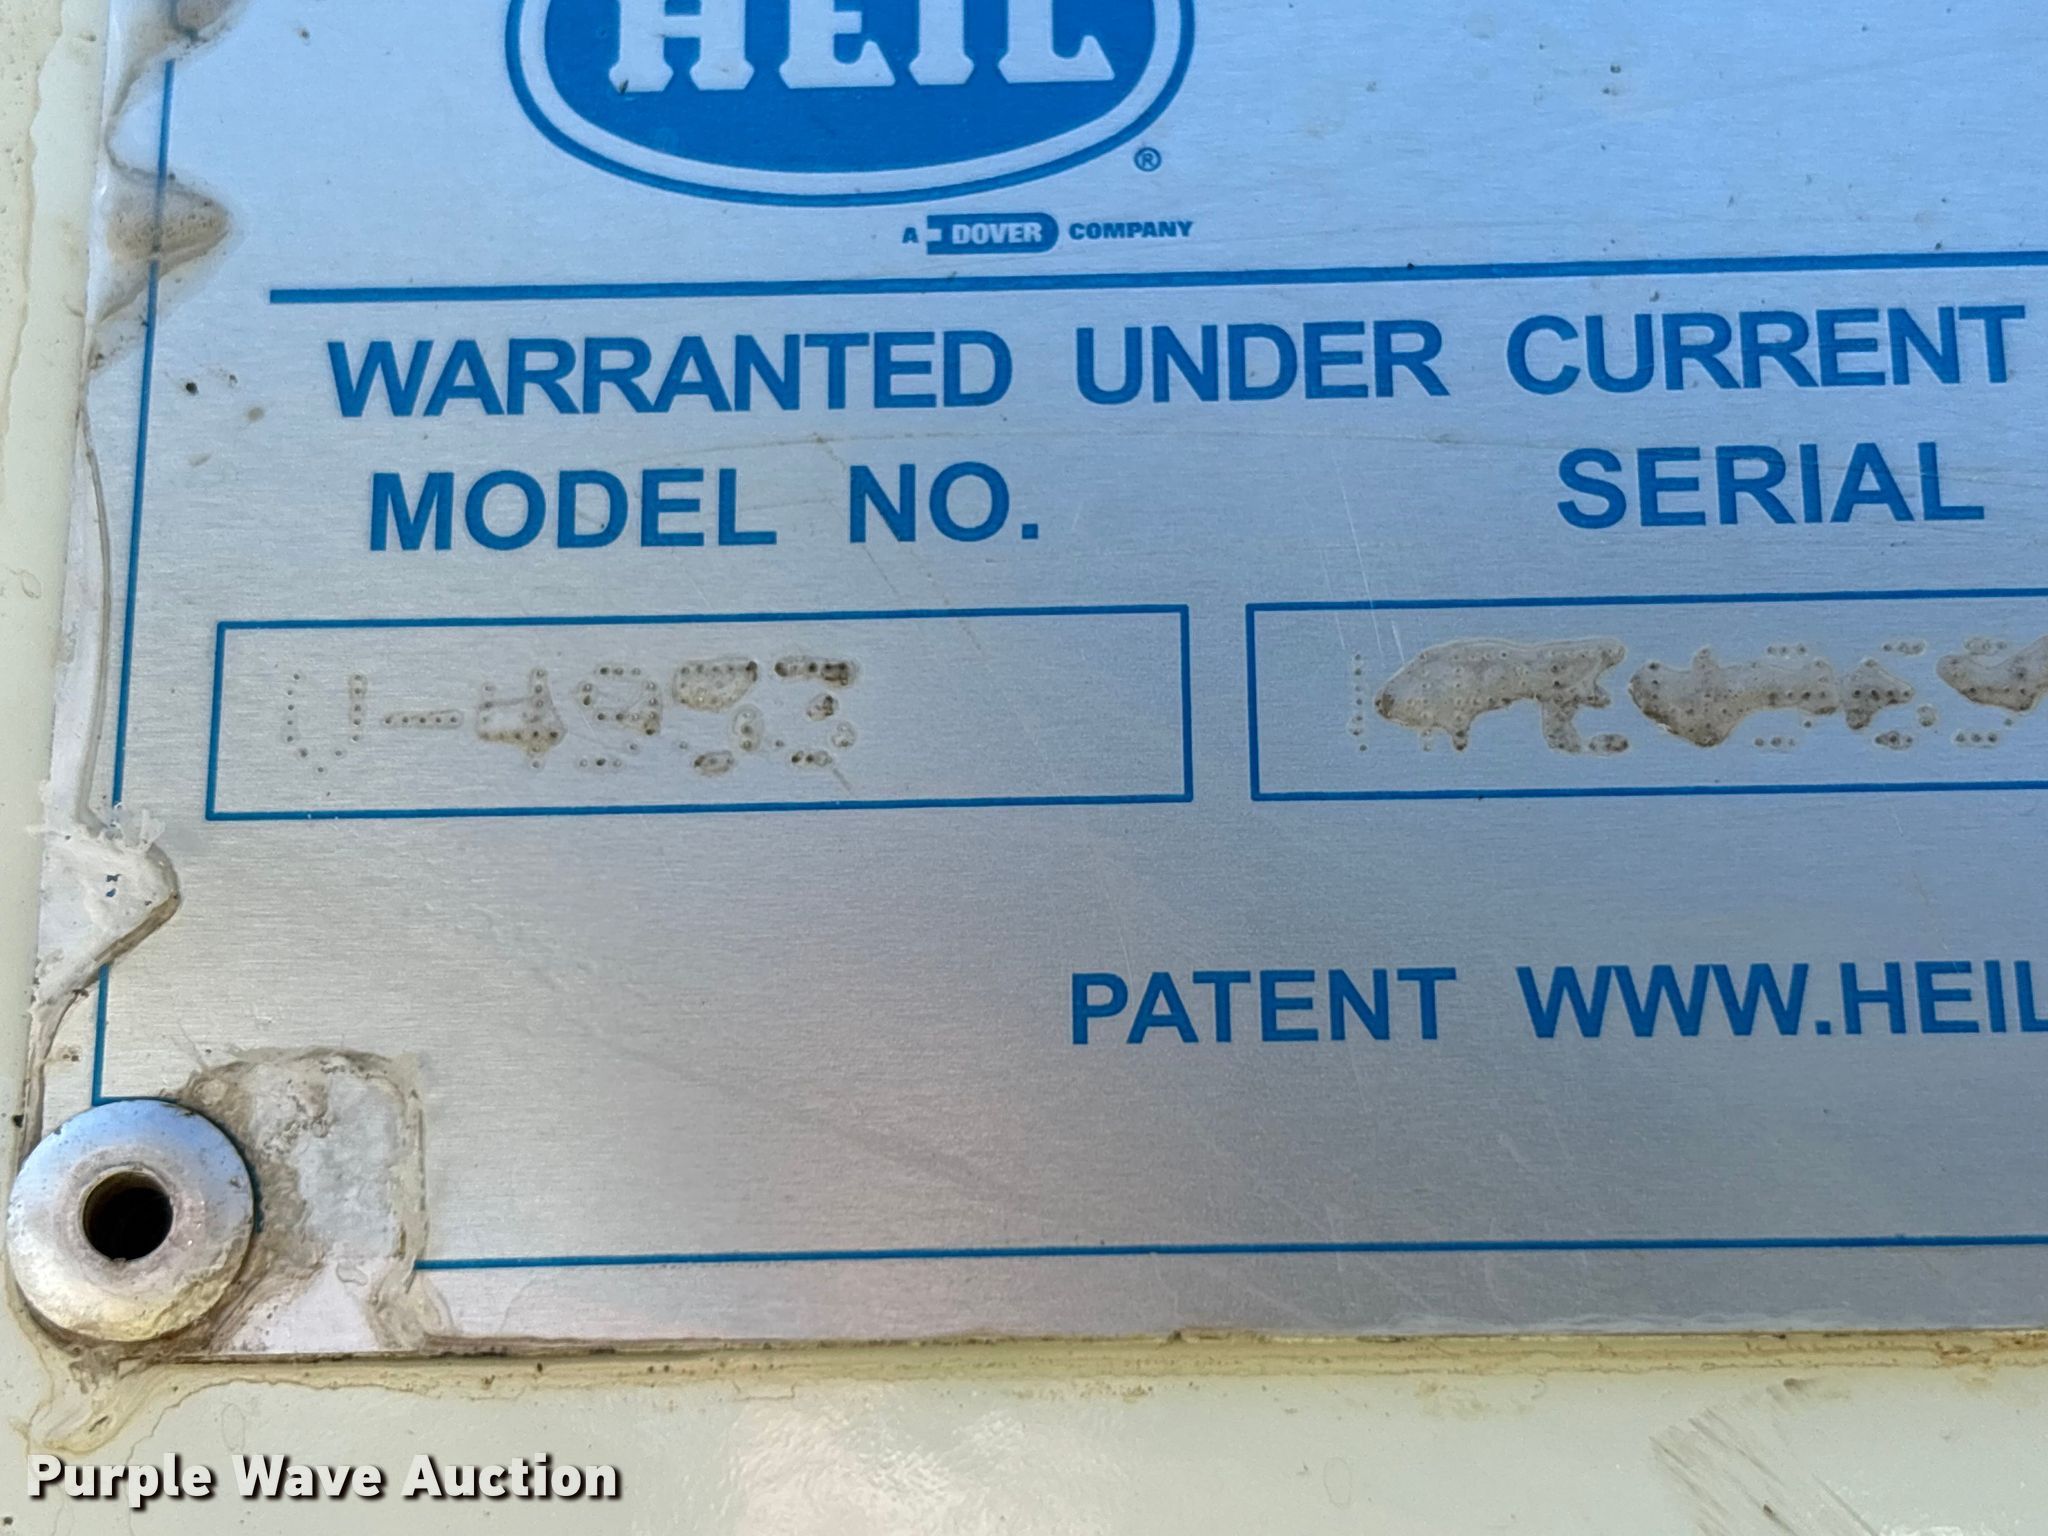 HEIL
®
A DOVER COMPANY
WARRANTED UNDER CURRENT
MODEL NO. SERIAL
PATENT WWW.HEIL
Purple Wave Auction